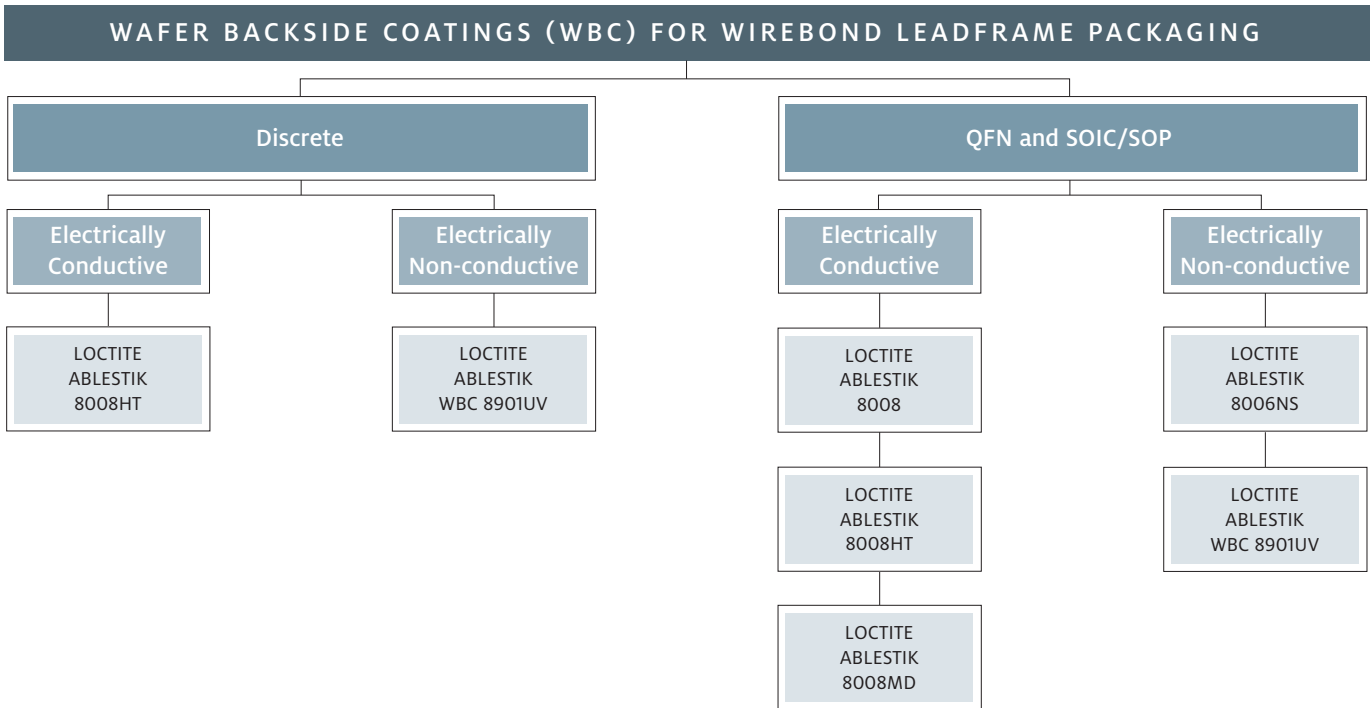 WAFER BACKSIDE COATINGS (WBC) FOR WIREBOND LEADFRAME PACKAGING
Discrete
QFN and SOIC/SOP
Electrically
Conductive
Electrically
Non-conductive
Electrically
Conductive
Electrically
Non-conductive
LOCTITE
ABLESTIK
8008HT
LOCTITE
ABLESTIK
WBC 8901UV
LOCTITE
ABLESTIK
8008
LOCTITE
ABLESTIK
8006NS
LOCTITE
ABLESTIK
8008HT
LOCTITE
ABLESTIK
WBC 8901UV
LOCTITE
ABLESTIK
8008MD